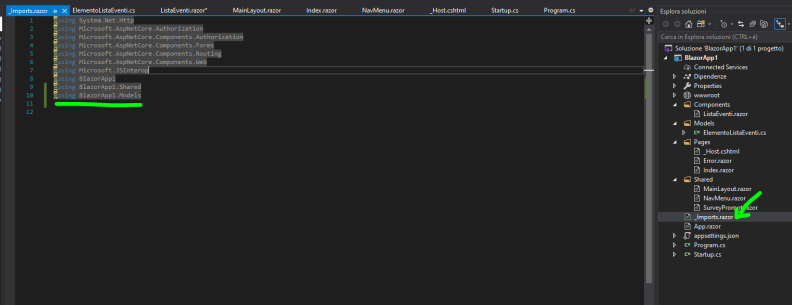 _Imports.razor
ElementoListaEventi.cs
ListaEventi.razor*
MainLayout.razor
Index.razor
NavMenu.razor
_Host.cshtml
Startup.cs
Program.cs
1 @using System.Net.Http
2 @using Microsoft.AspNetCore.Authorization
3 @using Microsoft.AspNetCore.Components.Authorization
4 @using Microsoft.AspNetCore.Components.Forms
5 @using Microsoft.AspNetCore.Components.Routing
6 @using Microsoft.AspNetCore.Components.Web
7 @using Microsoft.JSInterop
8 @using BlazorApp1
9 @using BlazorApp1.Shared
10 @using BlazorApp1.Models
11
12
Esplora soluzioni
Cerca in Esplora soluzioni (CTRL+è)
Soluzione 'BlazorApp1' (1 di 1 progetto)
BlazorApp1
Connected Services
Dipendenze
Properties
wwwroot
Components
ListaEventi.razor
Models
C# ElementoListaEventi.cs
Pages
_Host.cshtml
Error.razor
Index.razor
Shared
MainLayout.razor
NavMenu.razor
SurveyPrompt.razor
_Imports.razor
App.razor
appsettings.json
C# Program.cs
C# Startup.cs